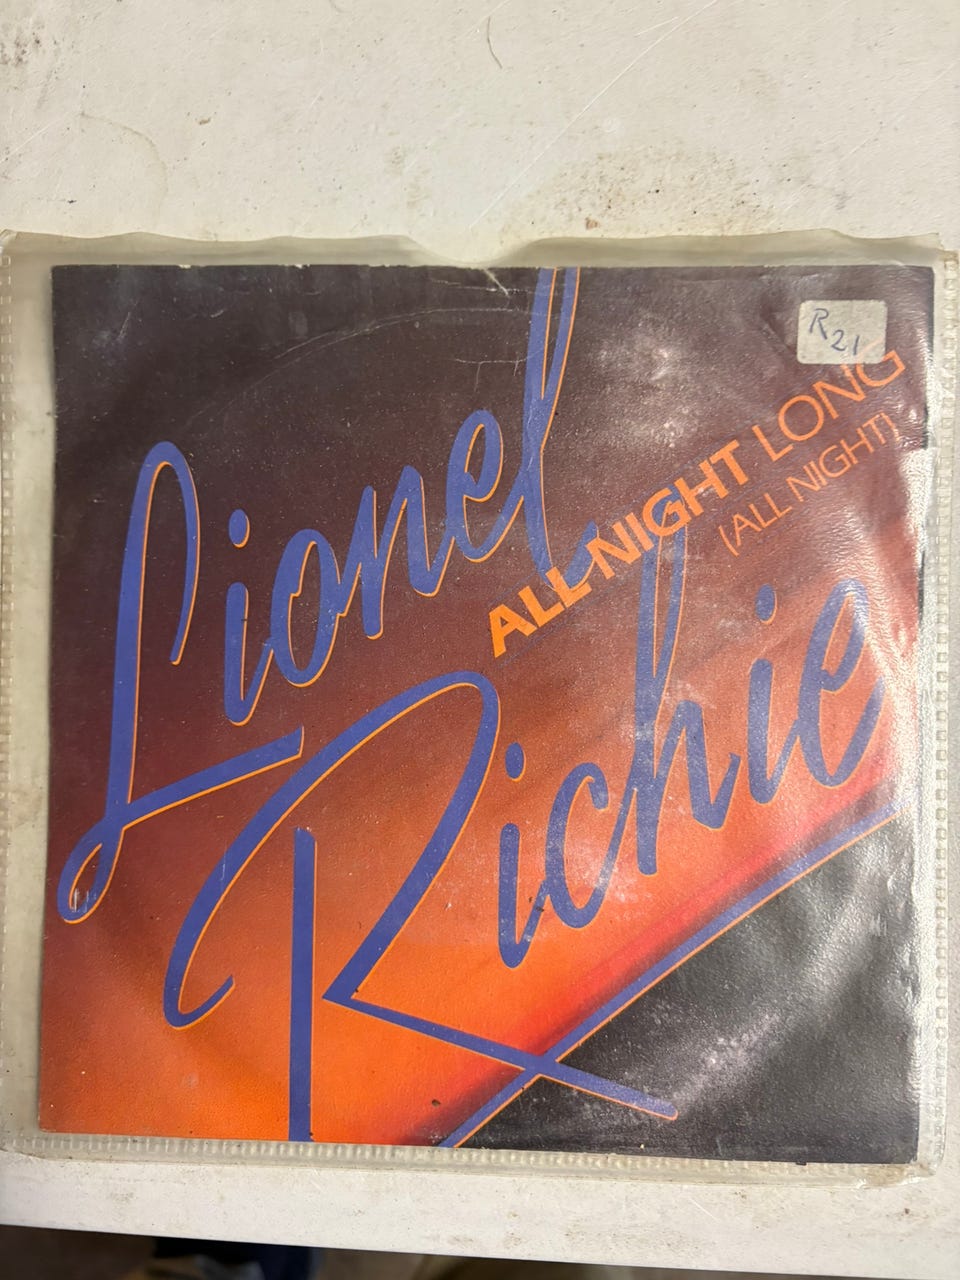 R21
Lionel
ALL NIGHT LONG
(ALL NIGHT)
Richie